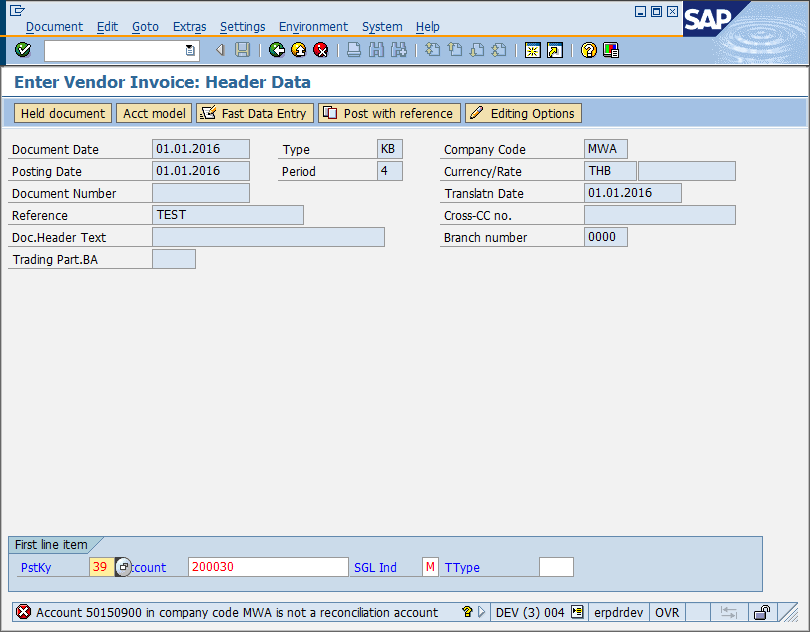 Document Edit Goto Extras Settings Environment System Help
SAP
Enter Vendor Invoice: Header Data
Held document Acct model Fast Data Entry Post with reference Editing Options
Document Date 01.01.2016 Type KB Company Code MWA
Posting Date 01.01.2016 Period 4 Currency/Rate THB
Document Number Translatn Date 01.01.2016
Reference TEST Cross-CC no.
Doc.Header Text Branch number 0000
Trading Part.BA
First line item
PstKy 39 ccount 200030 SGL Ind M TType
Account 50150900 in company code MWA is not a reconciliation account DEV (3) 004 erpdrdev OVR